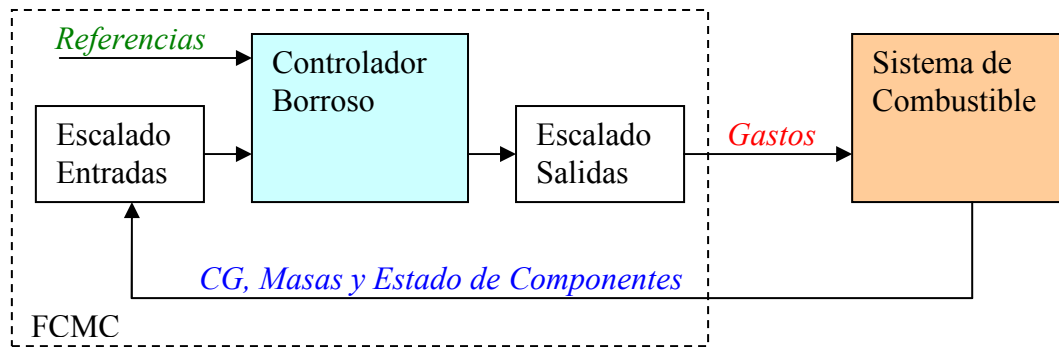 Referencias
Controlador
Borroso
Sistema de
Combustible
Escalado
Entradas
Escalado
Salidas
Gastos
CG, Masas y Estado de Componentes
FCMC